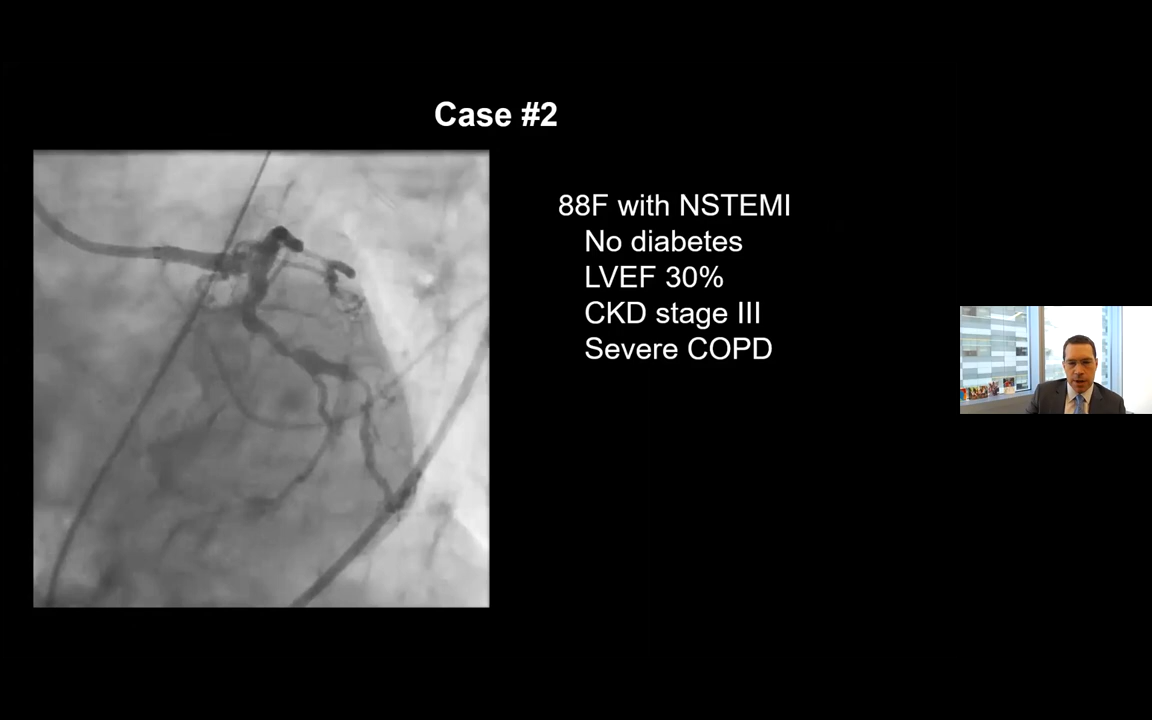 Case #2
88F with NSTEMI
No diabetes
LVEF 30%
CKD stage III
Severe COPD